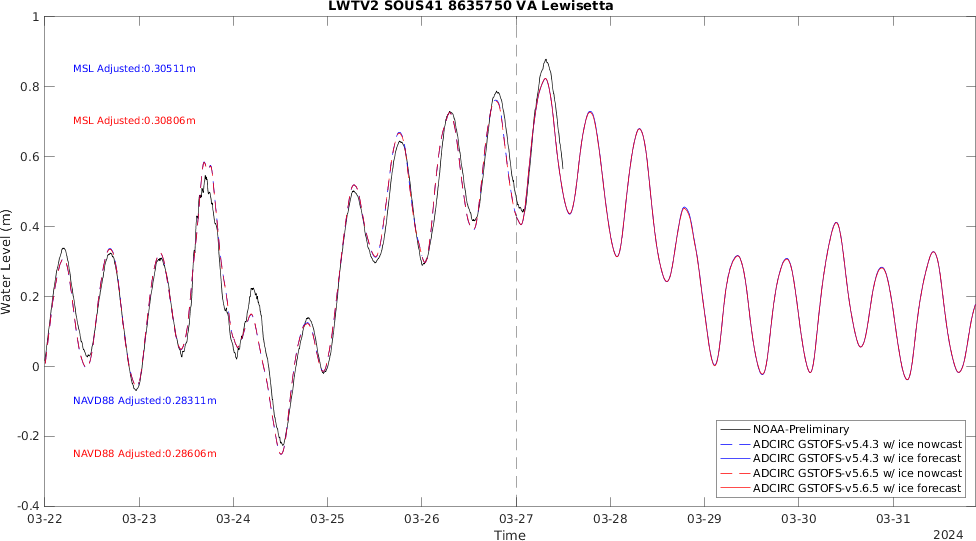 LWTV2 SOUS41 8635750 VA Lewisetta
1
0.8
0.6
0.4
0.2
0
-0.2
-0.4
Water Level (m)
MSL Adjusted:0.30511m
MSL Adjusted:0.30806m
NAVD88 Adjusted:0.28311m
NAVD88 Adjusted:0.28606m
NOAA-Preliminary
ADCIRC GSTOFS-v5.4.3 w/ ice nowcast
ADCIRC GSTOFS-v5.4.3 w/ ice forecast
ADCIRC GSTOFS-v5.6.5 w/ ice nowcast
ADCIRC GSTOFS-v5.6.5 w/ ice forecast
03-22 03-23 03-24 03-25 03-26 03-27 03-28 03-29 03-30 03-31
Time
2024